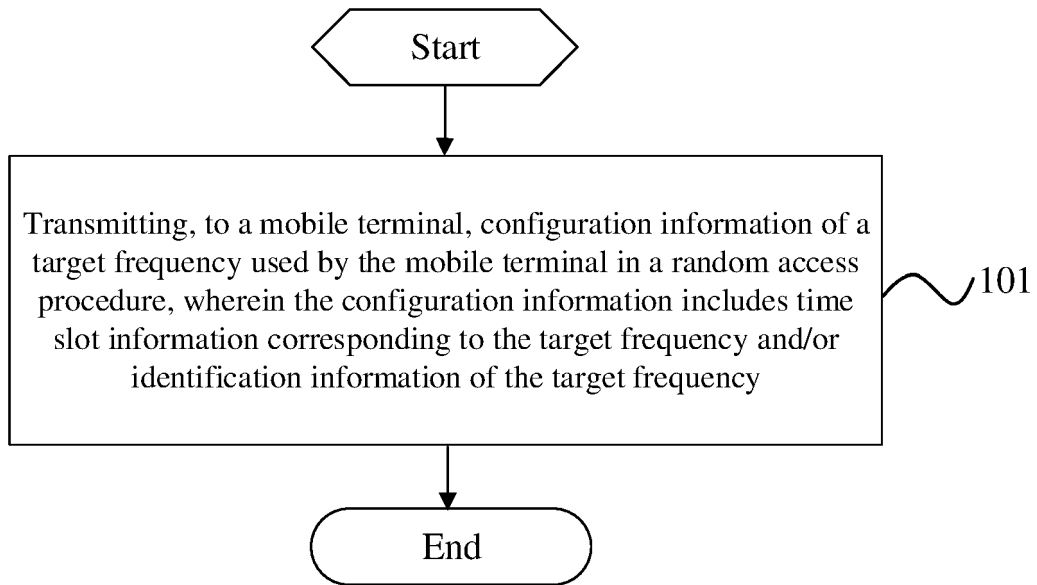 Start
Transmitting, to a mobile terminal, configuration information of a
target frequency used by the mobile terminal in a random access
procedure, wherein the configuration information includes time
slot information corresponding to the target frequency and/or
identification information of the target frequency
101
End